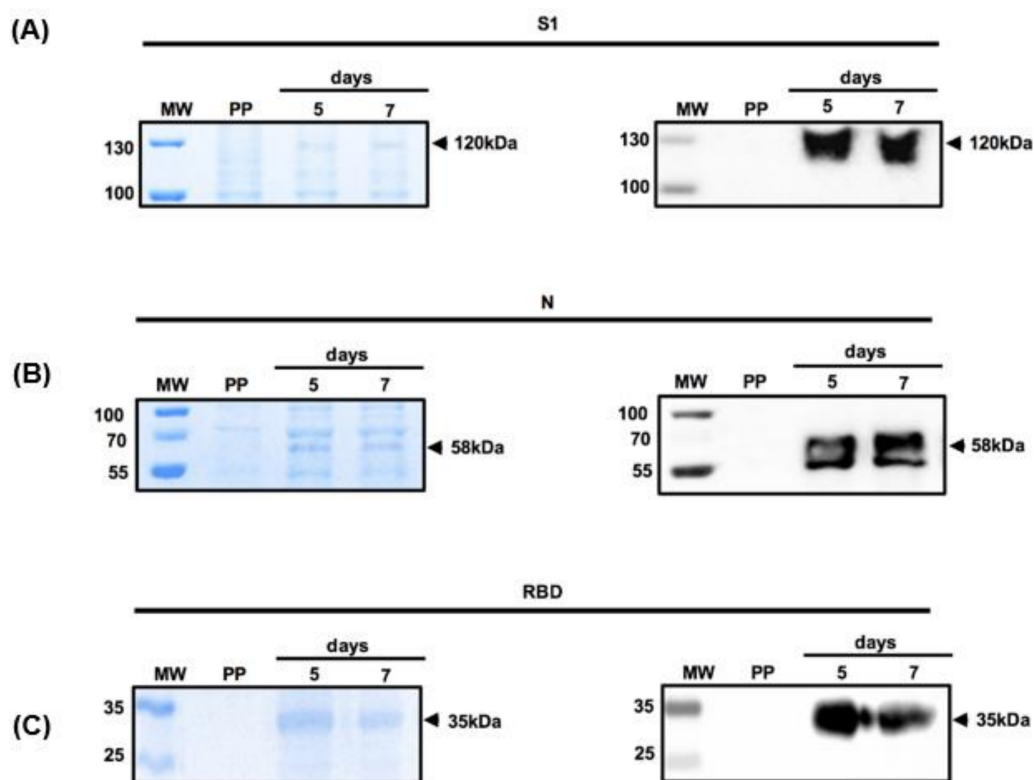 (A)
S1
days days
MW PP 5 7 MW PP 5 7
130 120kDa 130 120kDa
100 100
N
(B)
days days
MW PP 5 7 MW PP 5 7
100 100
70 58kDa 70 58kDa
55 55
RBD
days days
MW PP 5 7 MW PP 5 7
(C)
35 35kDa 35 35kDa
25 25